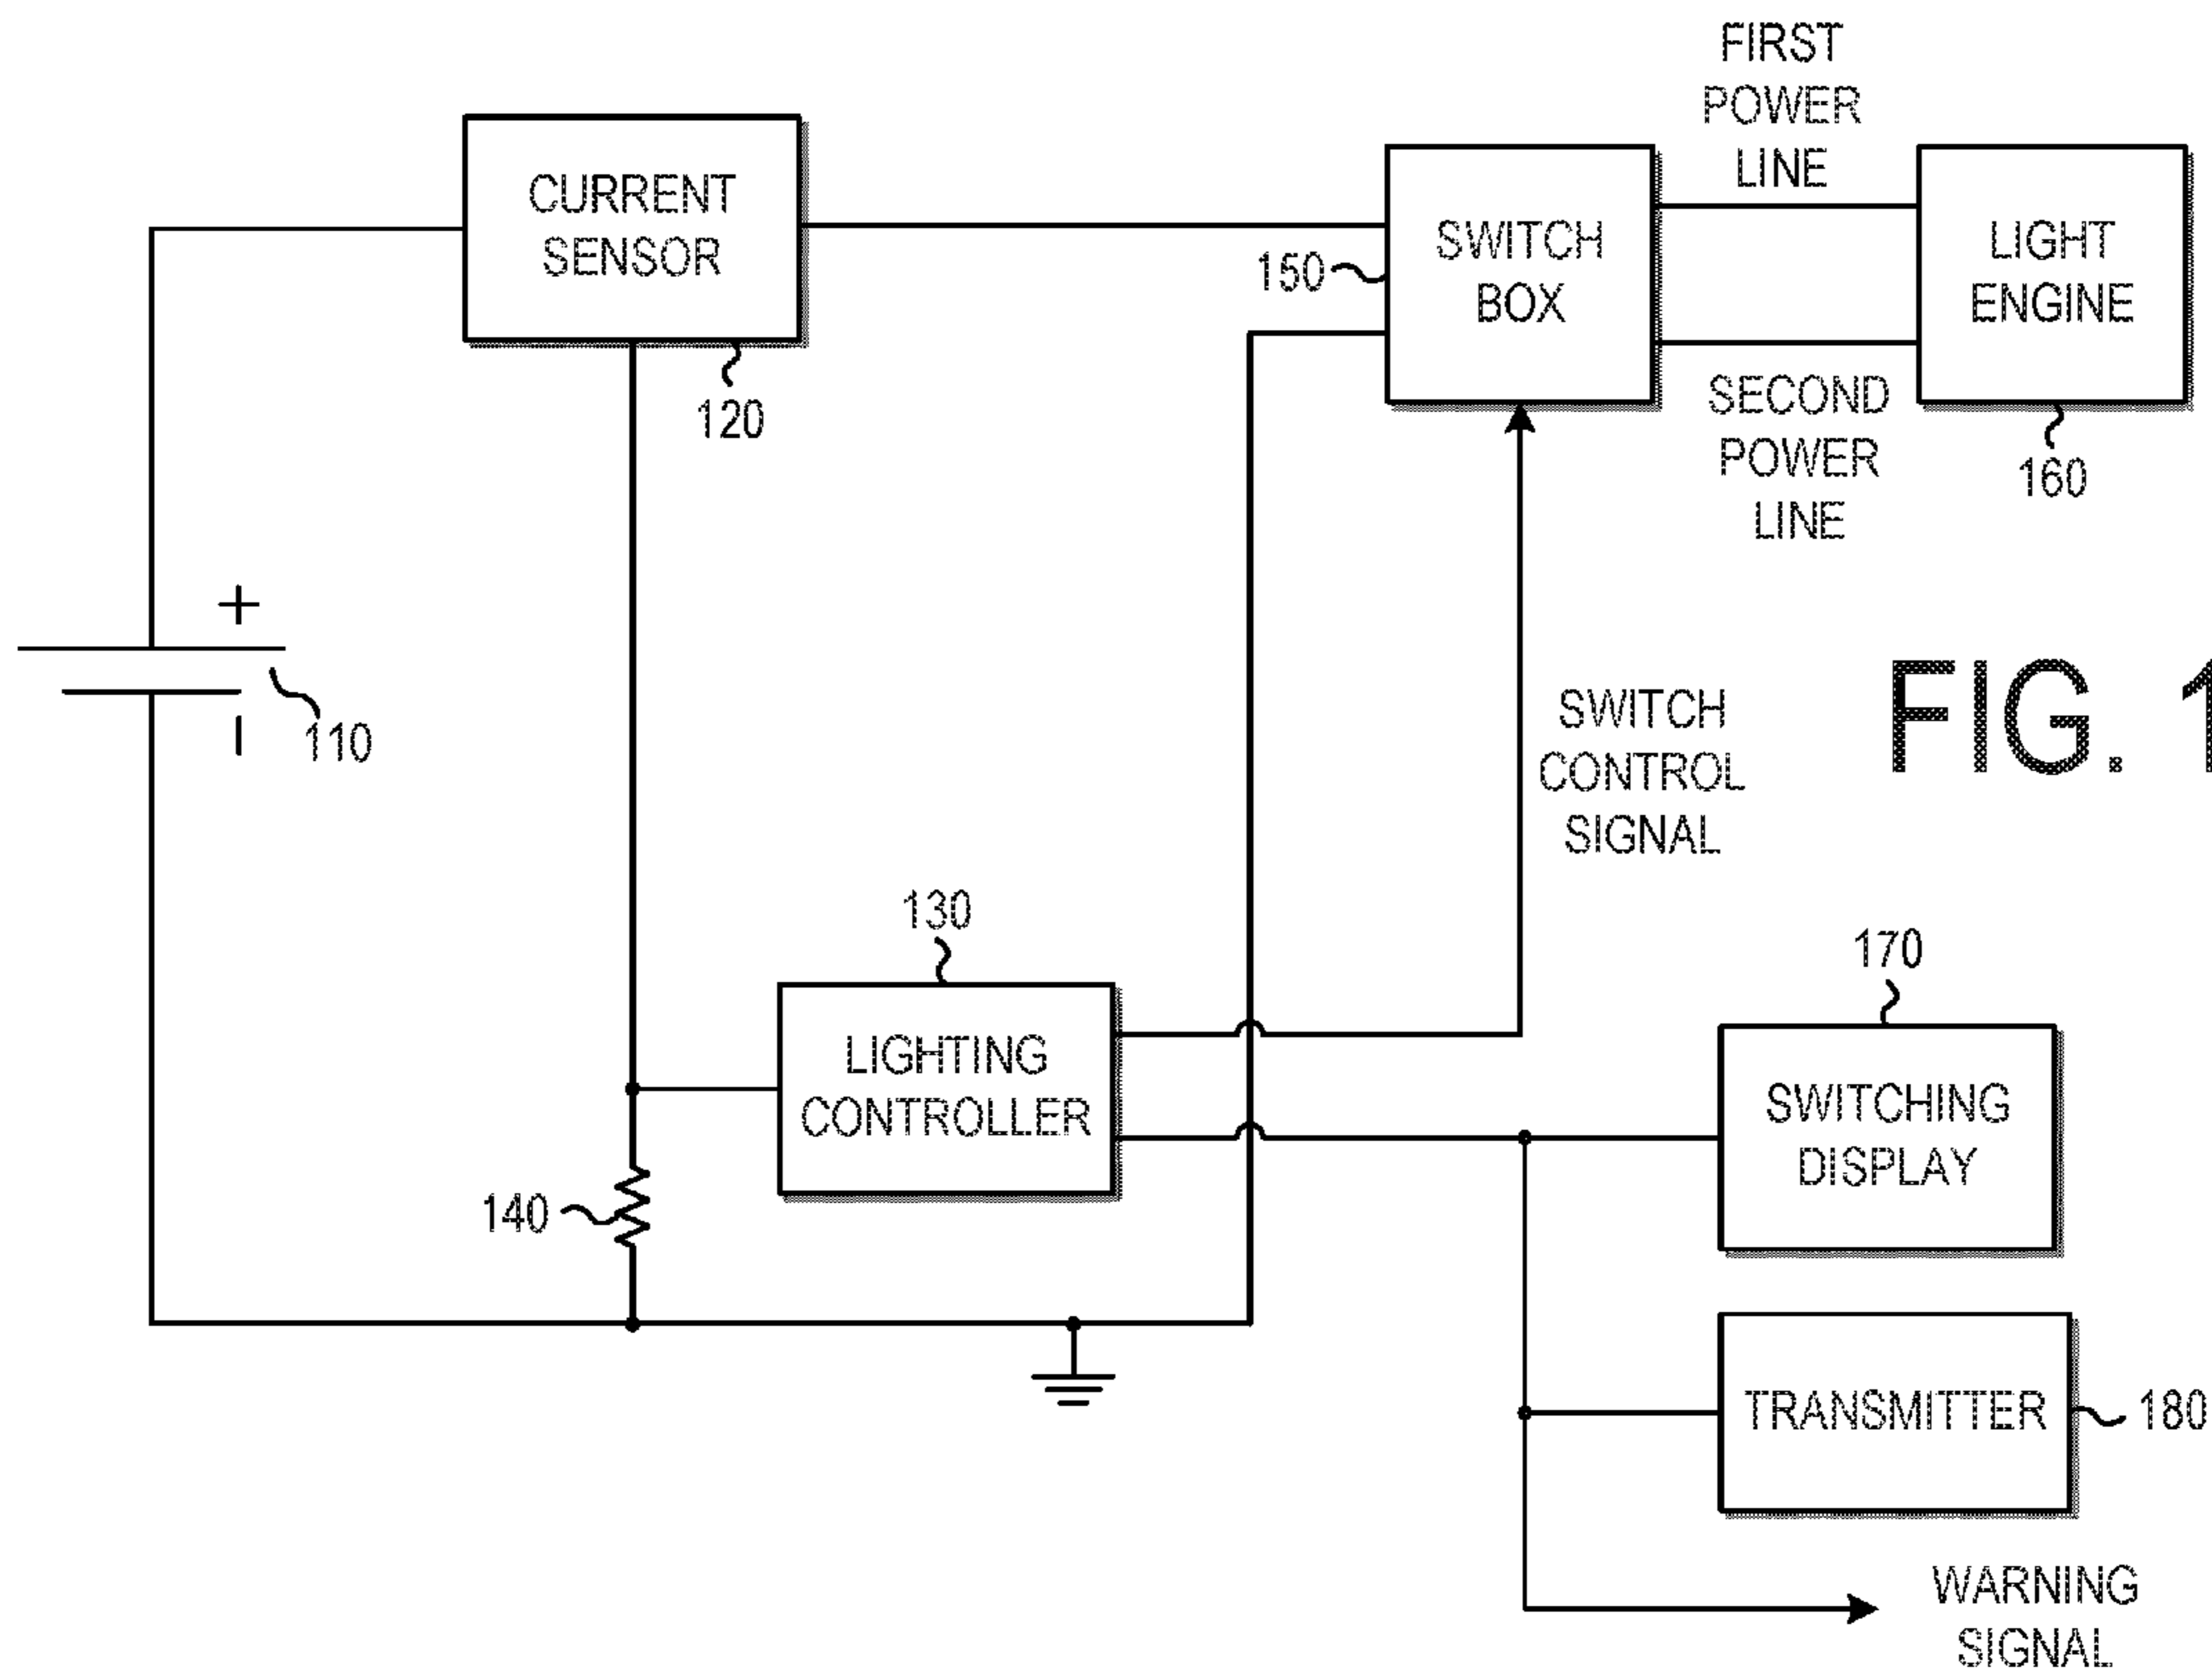 FIRST
POWER
LINE
CURRENT
SENSOR
120
150
SWITCH
BOX
LIGHT
ENGINE
160
SECOND
POWER
LINE
+
-
110
SWITCH
CONTROL
SIGNAL
FIG. 1
130
LIGHTING
CONTROLLER
140
170
SWITCHING
DISPLAY
TRANSMITTER
180
WARNING
SIGNAL